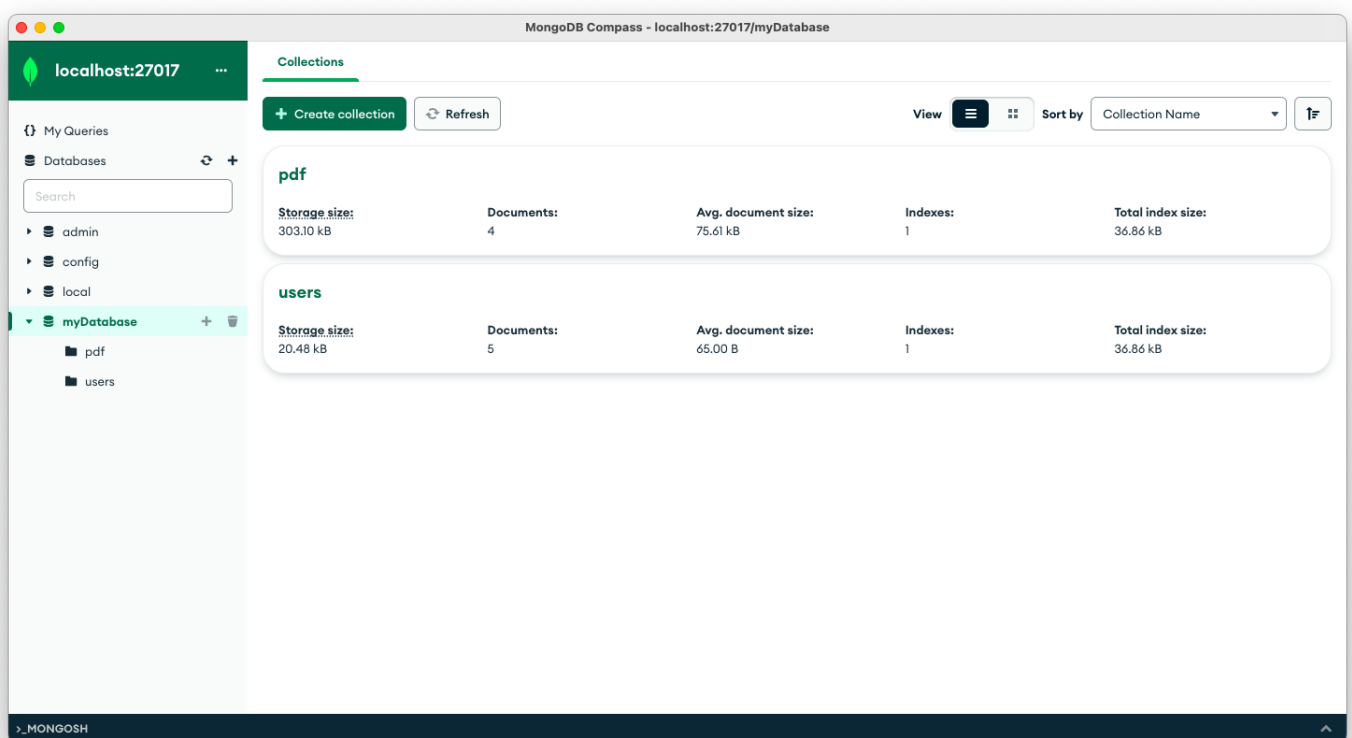 MongoDB Compass - localhost:27017/myDatabase
localhost:27017
My Queries
Databases
Search
admin
config
local
myDatabase
pdf
users
Collections
Create collection
Refresh
View
Sort by
Collection Name
pdf
Storage size: Documents: Avg. document size: Indexes: Total index size:
303.10 kB 4 75.61 kB 1 36.86 kB
users
Storage size: Documents: Avg. document size: Indexes: Total index size:
20.48 kB 5 65.00 B 1 36.86 kB
>_MONGOSH